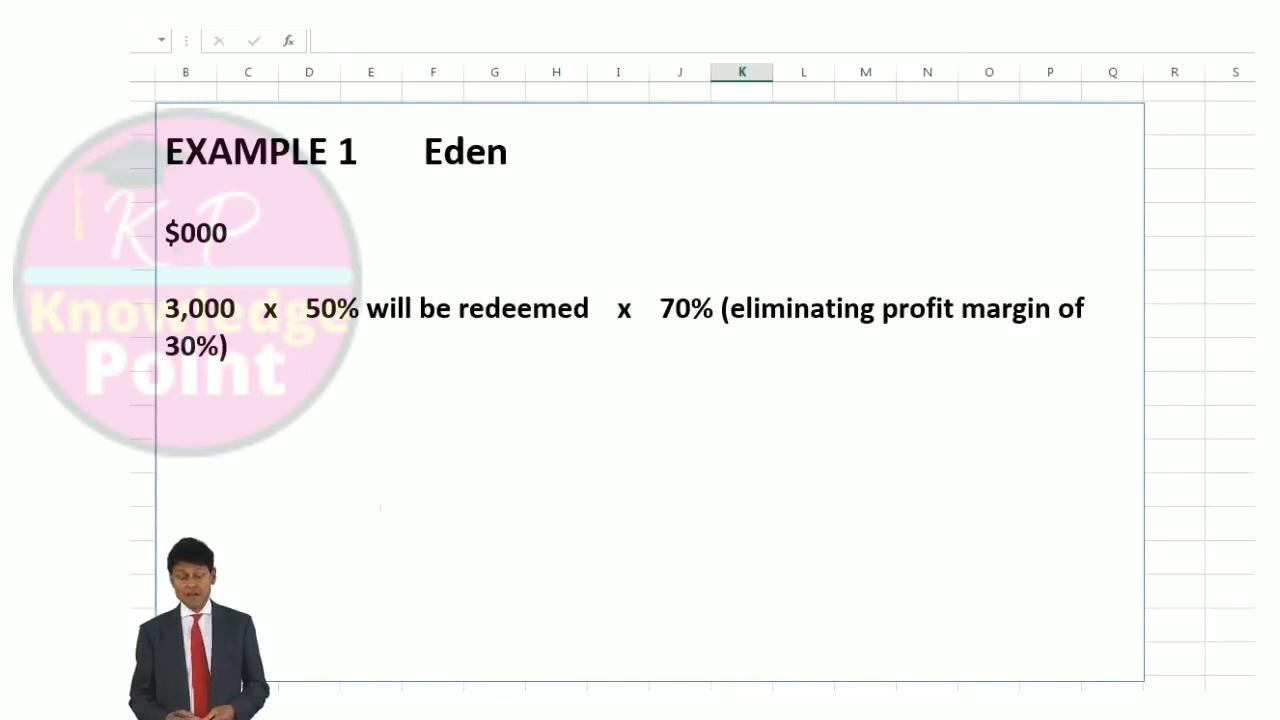 B C D E F G H I J K L M N O P Q R S
EXAMPLE 1 Eden
$000
3,000 x 50% will be redeemed x 70% (eliminating profit margin of
30%)
K P
Knowledge
Point